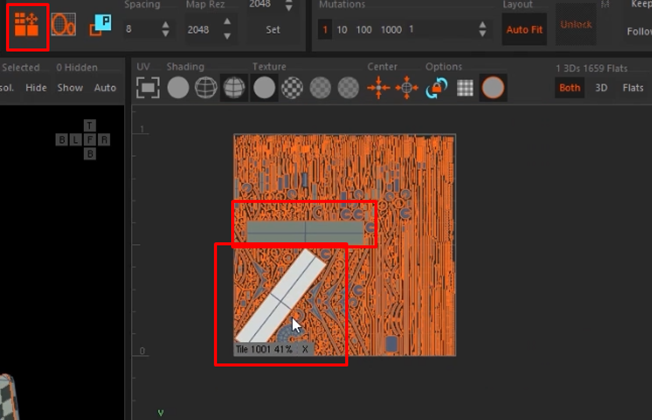 Spacing
Map Rez
2048
Mutations
Layout
M
Keep
8
2048
Set
1 10 100 1000 1
Auto Fit
Unlock
Follow
Selected
0 Hidden
UV
Shading
Texture
Center
Options
1 3Ds 1659 Flats
sol.
Hide
Show
Auto
Both
3D
Flats
T
B L F R
B
1
0
Tile 1001 41% X
V
P